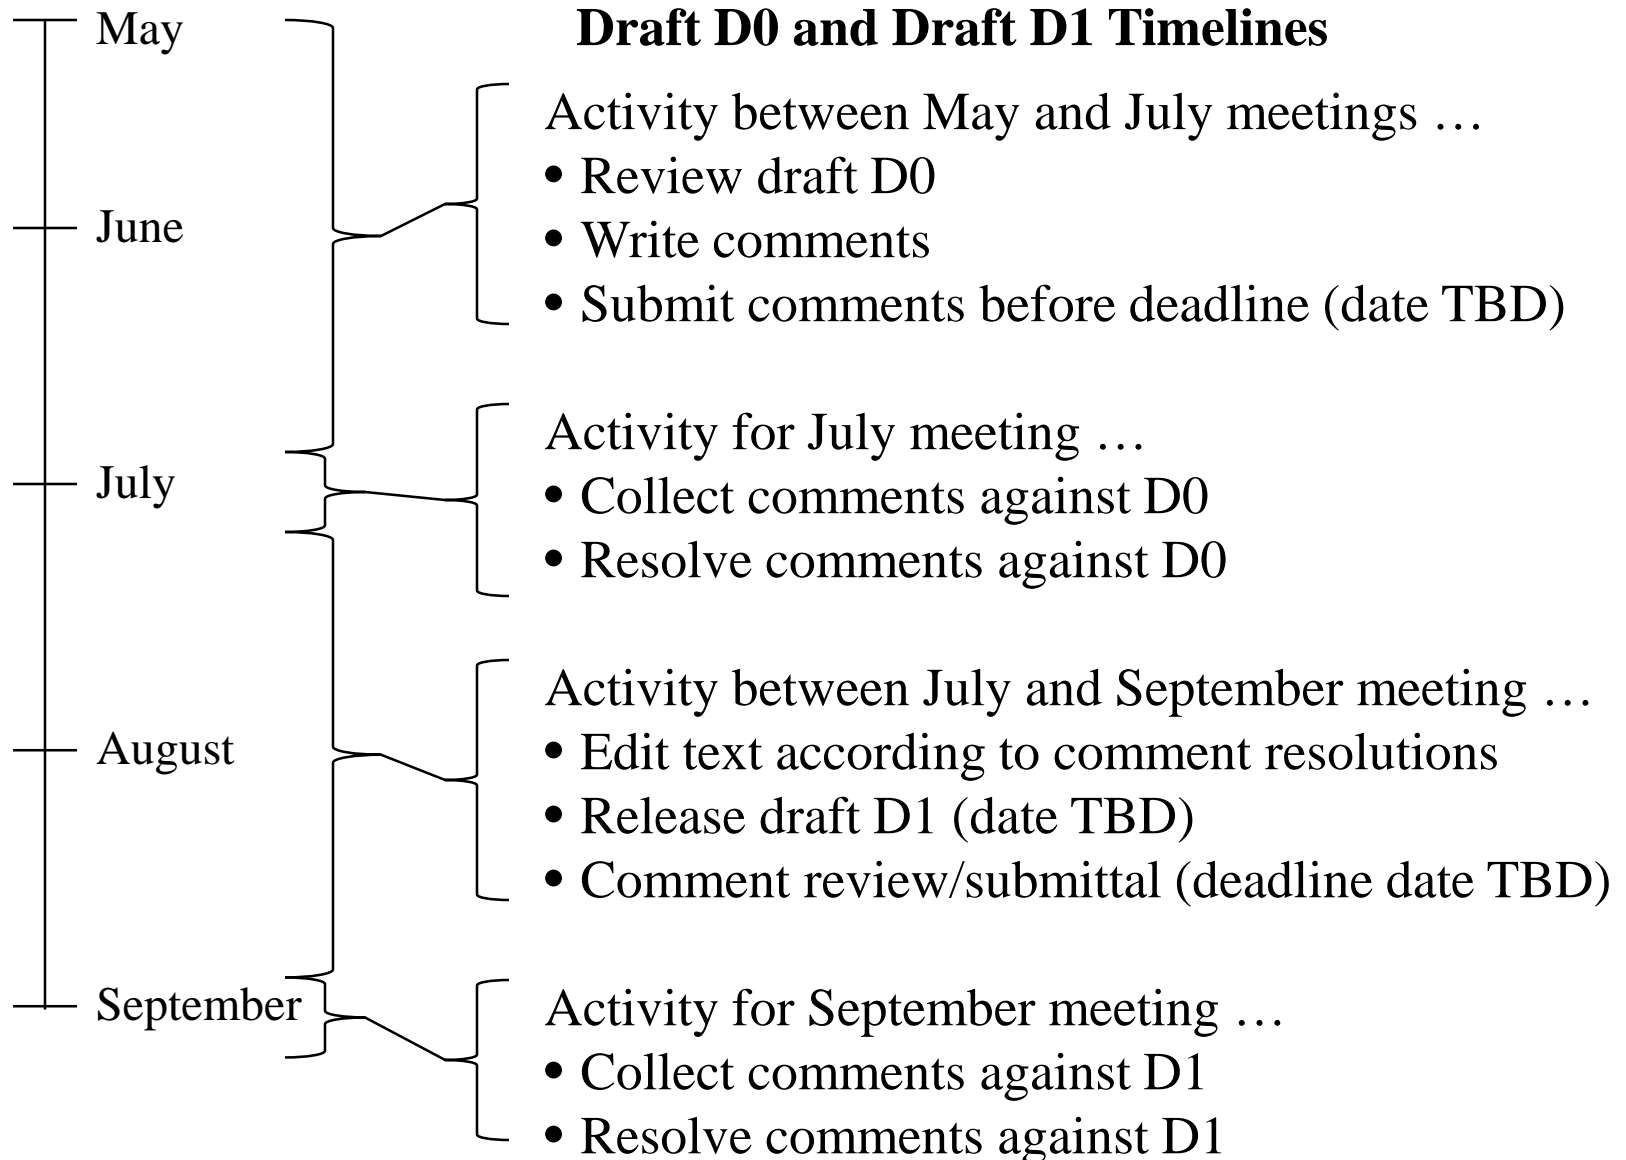 Draft D0 and Draft D1 Timelines
May
June
July
August
September
Activity between May and July meetings …
• Review draft D0
• Write comments
• Submit comments before deadline (date TBD)
Activity for July meeting …
• Collect comments against D0
• Resolve comments against D0
Activity between July and September meeting …
• Edit text according to comment resolutions
• Release draft D1 (date TBD)
• Comment review/submittal (deadline date TBD)
Activity for September meeting …
• Collect comments against D1
• Resolve comments against D1